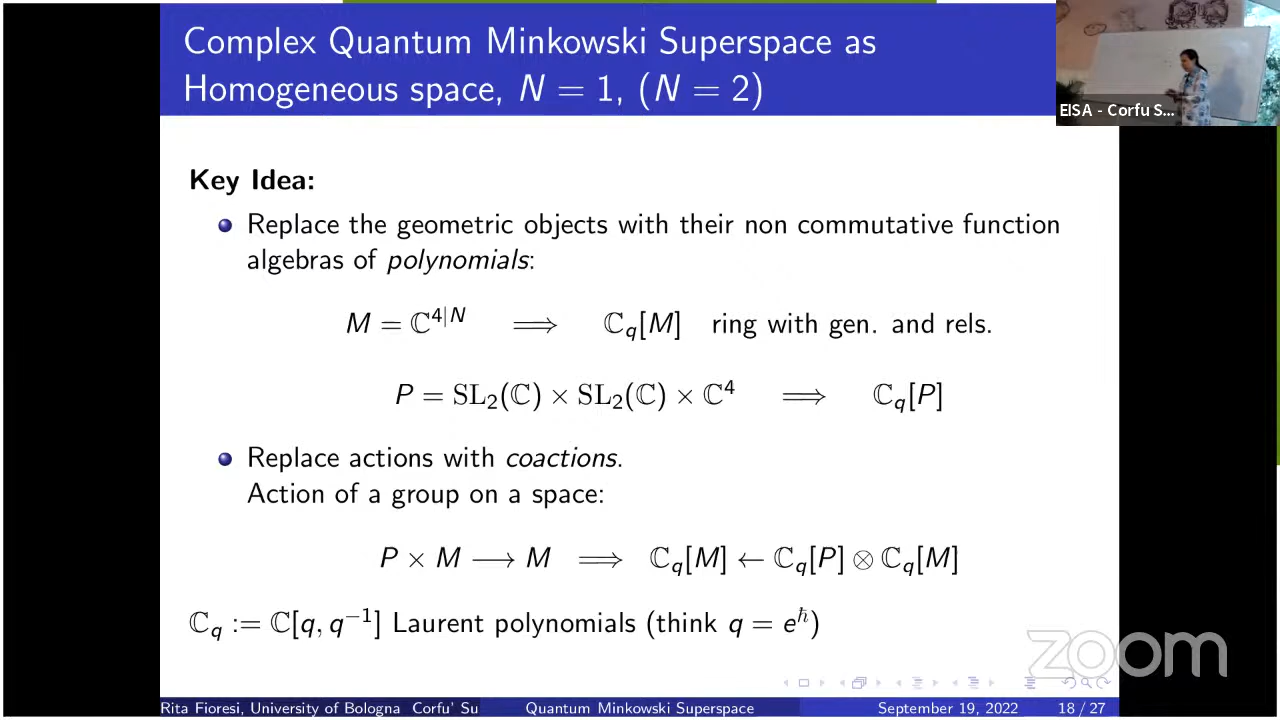 Complex Quantum Minkowski Superspace as
Homogeneous space, N = 1, (N = 2)
EISA - Corfu S...
Key Idea:
Replace the geometric objects with their non commutative function
algebras of polynomials:
M = ℂ^{4|N} ⟹ ℂ_q[M] ring with gen. and rels.
P = SL₂(ℂ) × SL₂(ℂ) × ℂ⁴ ⟹ ℂ_q[P]
Replace actions with coactions.
Action of a group on a space:
P × M ⟶ M ⟹ ℂ_q[M] ← ℂ_q[P] ⊗ ℂ_q[M]
ℂ_q := ℂ[q, q⁻¹] Laurent polynomials (think q = e^ℏ)
zoom
Rita Fioresi, University of Bologna Corfu' Su Quantum Minkowski Superspace September 19, 2022 18 / 27